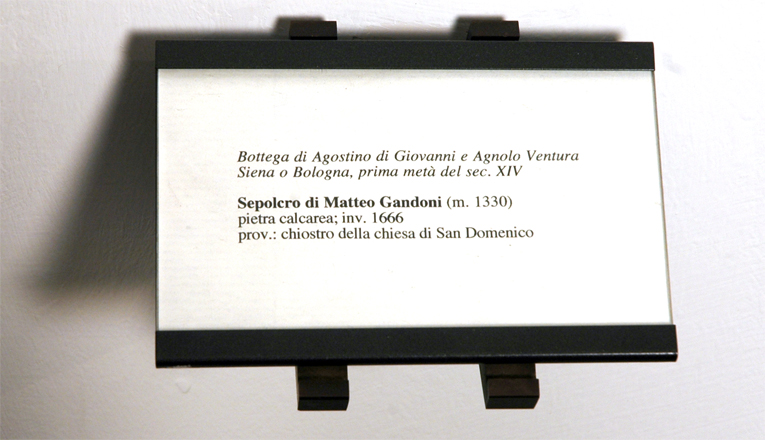 Bottega di Agostino di Giovanni e Agnolo Ventura
Siena o Bologna, prima metà del sec. XIV
Sepolcro di Matteo Gandoni (m. 1330)
pietra calcarea; inv. 1666
prov.: chiostro della chiesa di San Domenico